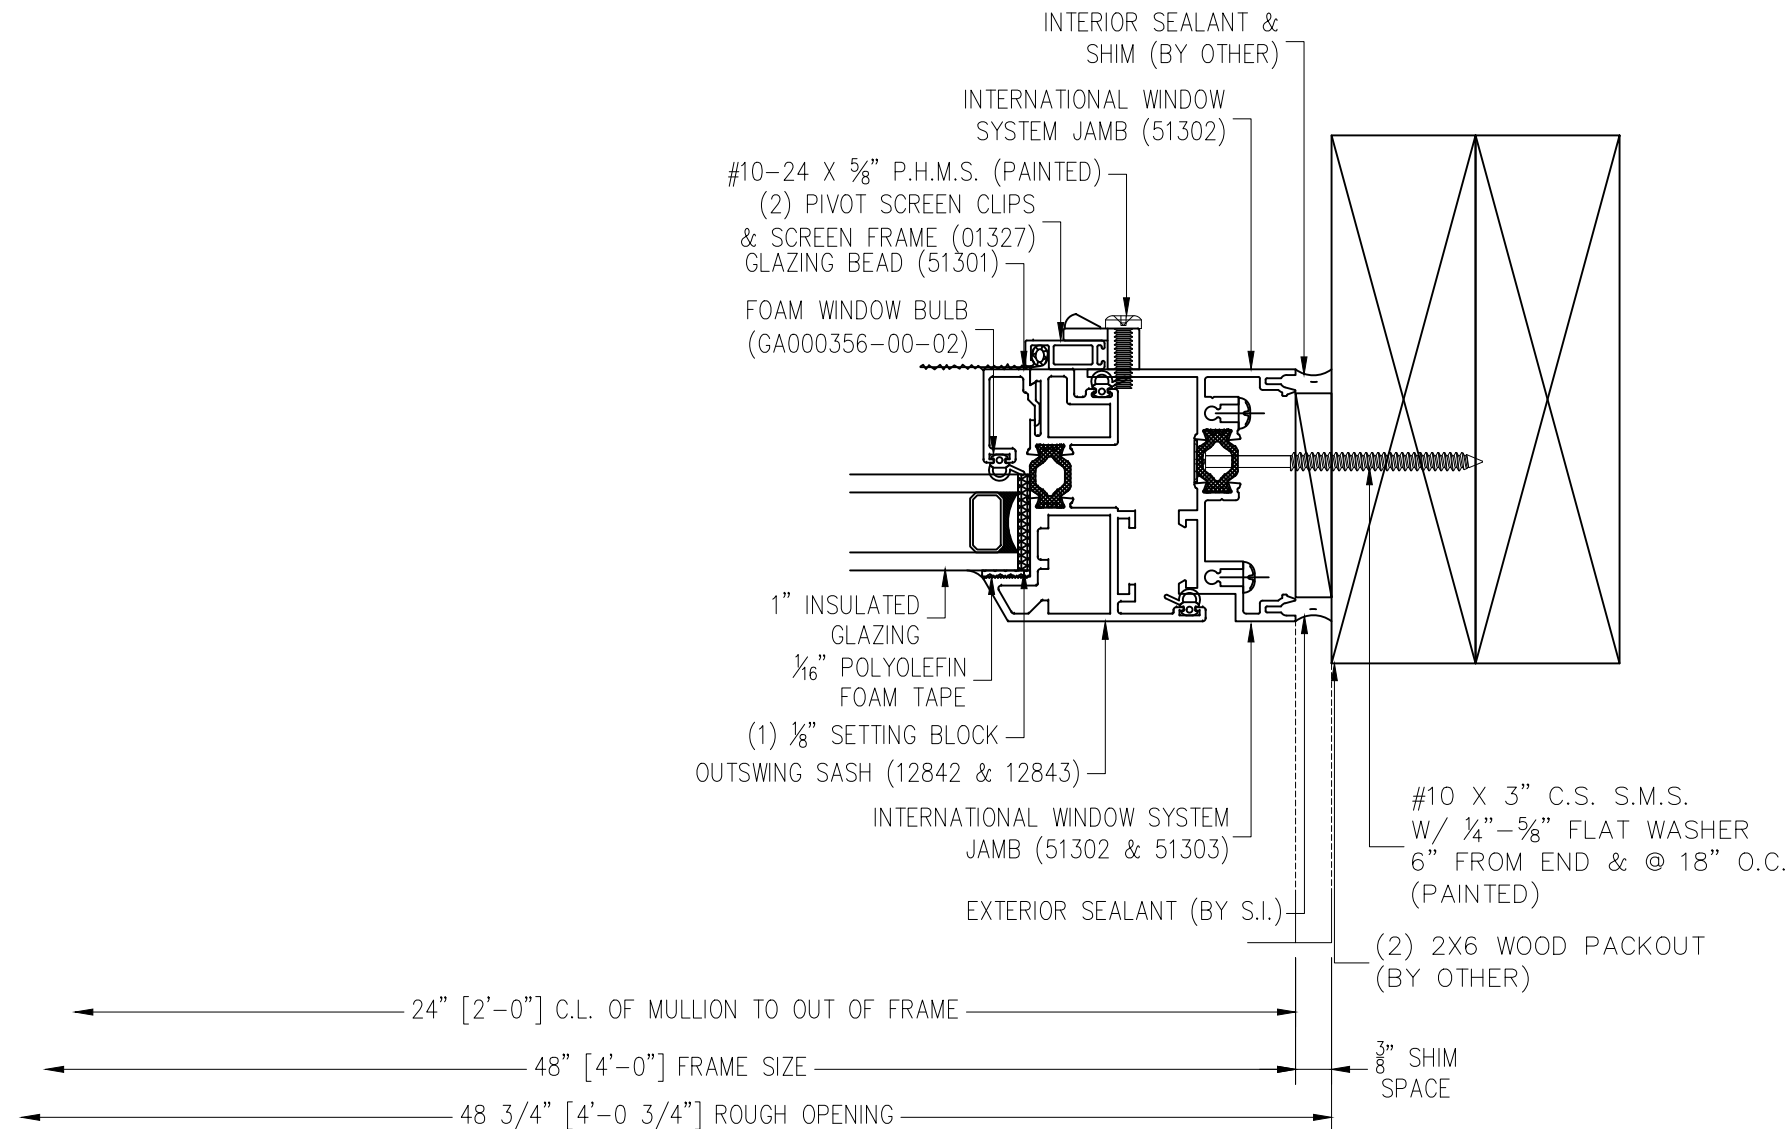 INTERIOR SEALANT &
SHIM (BY OTHER)
INTERNATIONAL WINDOW
SYSTEM JAMB (51302)
#10-24 X ⅝" P.H.M.S. (PAINTED)
(2) PIVOT SCREEN CLIPS
& SCREEN FRAME (01327)
GLAZING BEAD (51301)
FOAM WINDOW BULB
(GA000356-00-02)
1" INSULATED
GLAZING
1/16" POLYOLEFIN
FOAM TAPE
(1) ⅛" SETTING BLOCK
OUTSWING SASH (12842 & 12843)
INTERNATIONAL WINDOW SYSTEM
JAMB (51302 & 51303)
EXTERIOR SEALANT (BY S.I.)
#10 X 3" C.S. S.M.S.
W/ ¼"-⅝" FLAT WASHER
6" FROM END & @ 18" O.C.
(PAINTED)
(2) 2X6 WOOD PACKOUT
(BY OTHER)
24" [2'-0"] C.L. OF MULLION TO OUT OF FRAME
48" [4'-0"] FRAME SIZE
⅜" SHIM
SPACE
48 3/4" [4'-0 3/4"] ROUGH OPENING